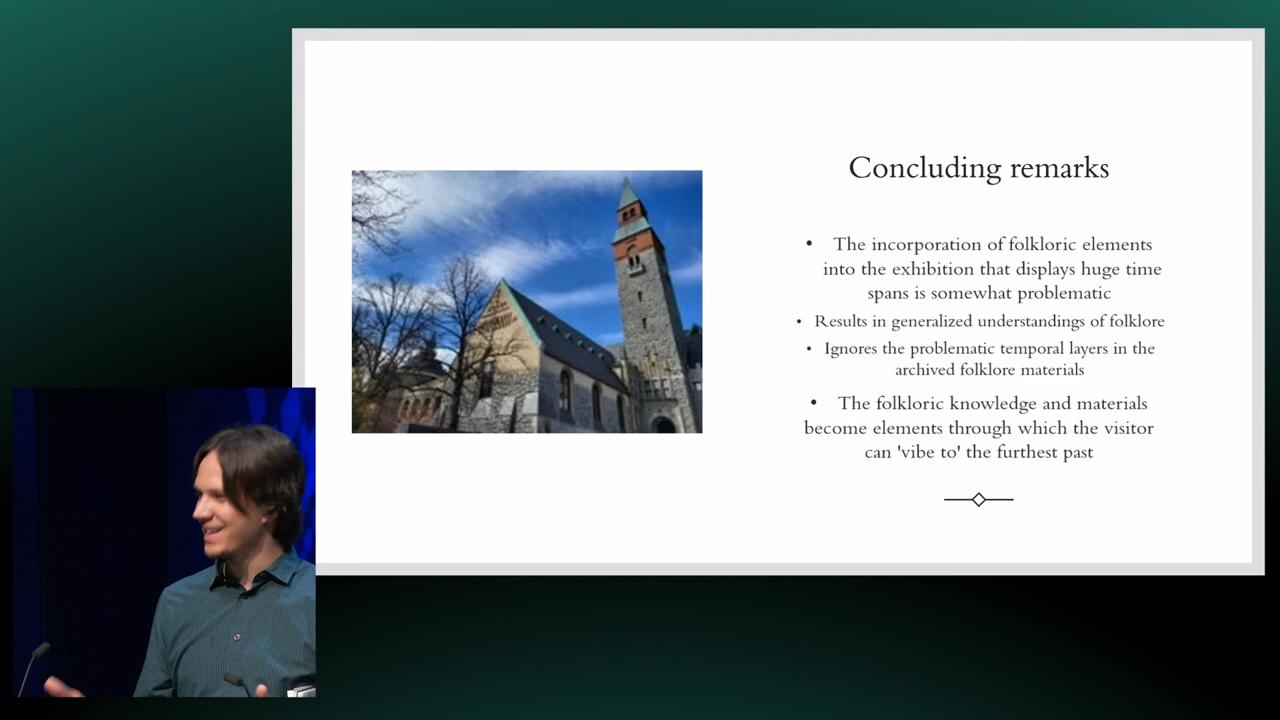 Concluding remarks
• The incorporation of folkloric elements
into the exhibition that displays huge time
spans is somewhat problematic
• Results in generalized understandings of folklore
• Ignores the problematic temporal layers in the
archived folklore materials
• The folkloric knowledge and materials
become elements through which the visitor
can 'vibe to' the furthest past